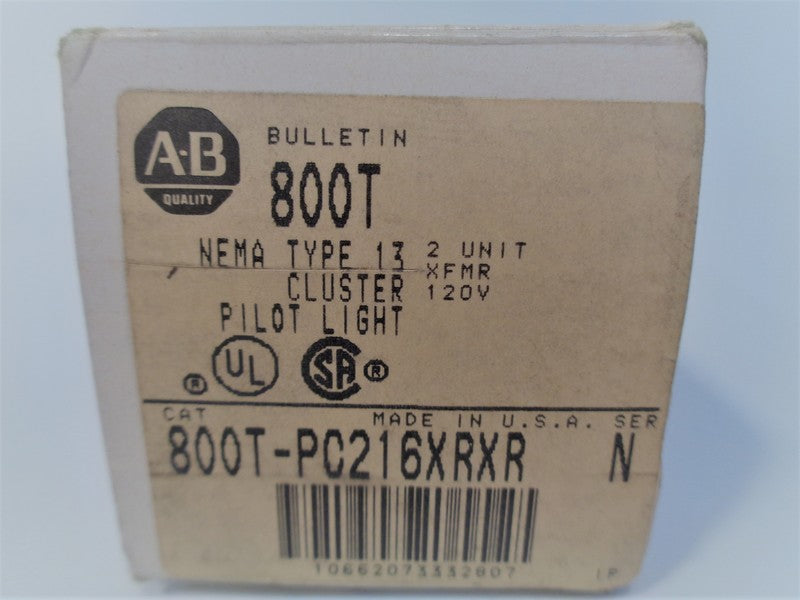 A-B
QUALITY
BULLETIN
800T
NEMA TYPE 13
CLUSTER
PILOT LIGHT
2 UNIT
XFMR
120V
® UL SA ®
CAT
MADE IN U.S.A. SER
800T-PC216XRXR N
10662073332807